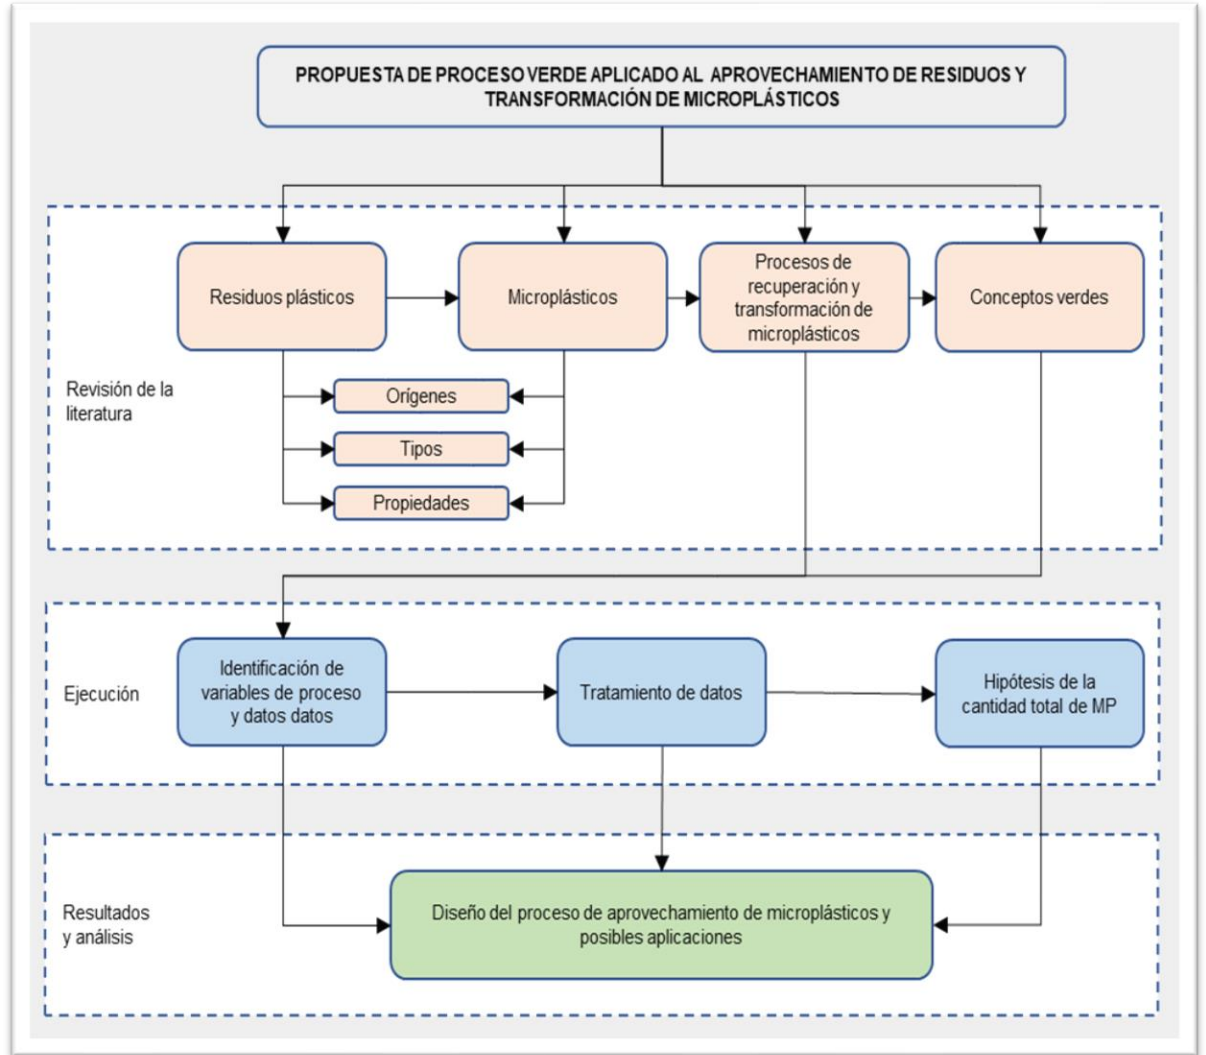 PROPUESTA DE PROCESO VERDE APLICADO AL APROVECHAMIENTO DE RESIDUOS Y
TRANSFORMACIÓN DE MICROPLÁSTICOS
Residuos plásticos
Microplásticos
Procesos de
recuperación y
transformación de
microplásticos
Conceptos verdes
Revisión de la
literatura
Orígenes
Tipos
Propiedades
Ejecución
Identificación de
variables de proceso
y datos datos
Tratamiento de datos
Hipótesis de la
cantidad total de MP
Resultados
y análisis
Diseño del proceso de aprovechamiento de microplásticos y
posibles aplicaciones